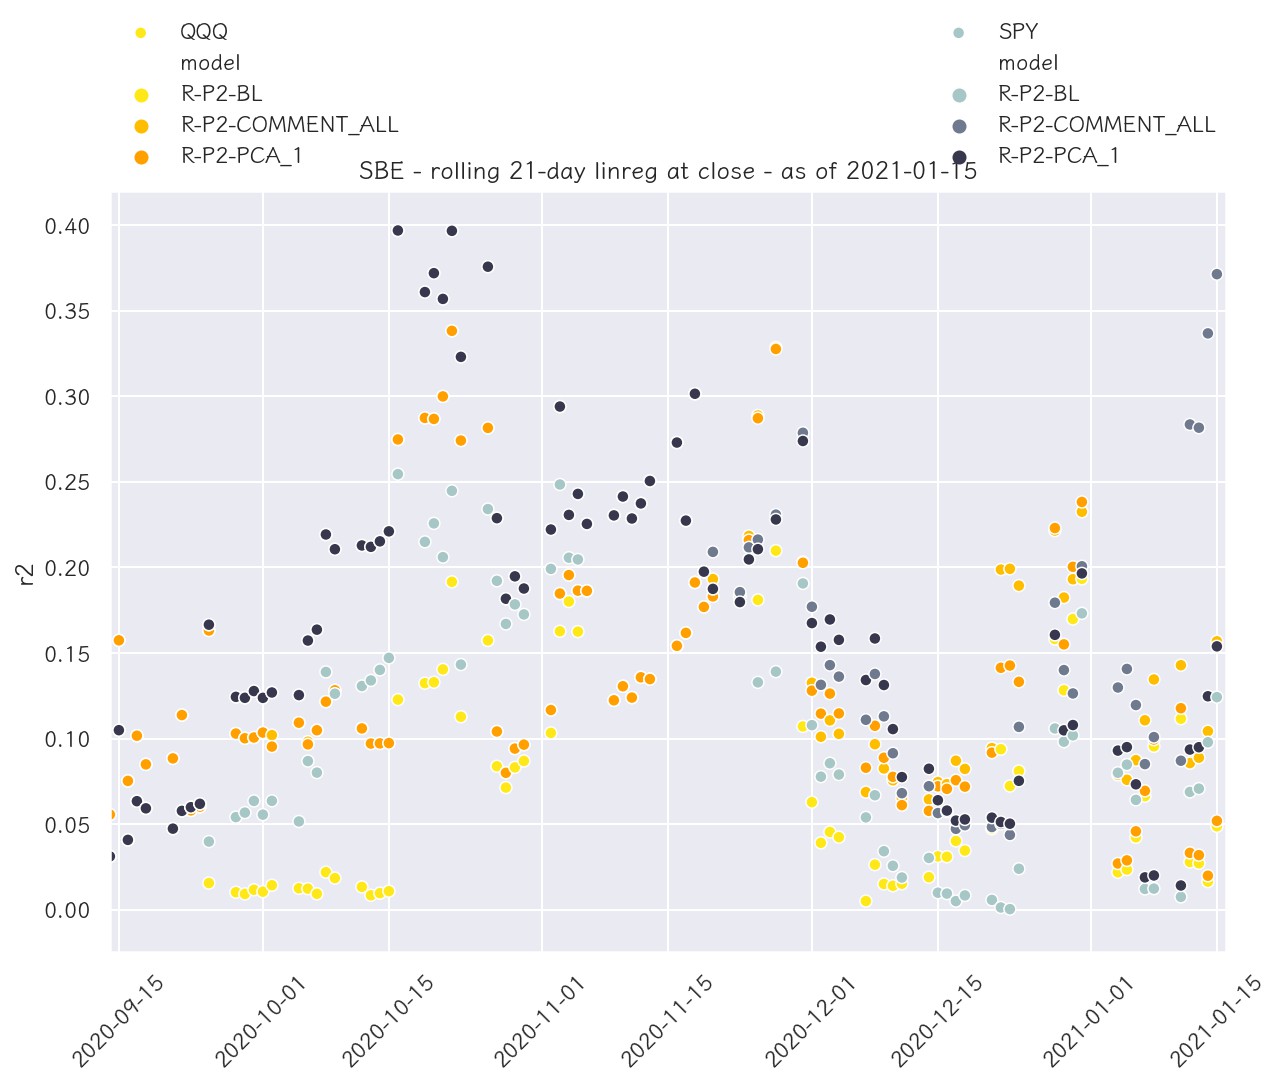 QQQ
model
R-P2-BL
R-P2-COMMENT_ALL
R-P2-PCA_1
SPY
model
R-P2-BL
R-P2-COMMENT_ALL
R-P2-PCA_1
SBE - rolling 21-day linreg at close - as of 2021-01-15
r2
0.40
0.35
0.30
0.25
0.20
0.15
0.10
0.05
0.00
2020-09-15
2020-10-01
2020-10-15
2020-11-01
2020-11-15
2020-12-01
2020-12-15
2021-01-01
2021-01-15